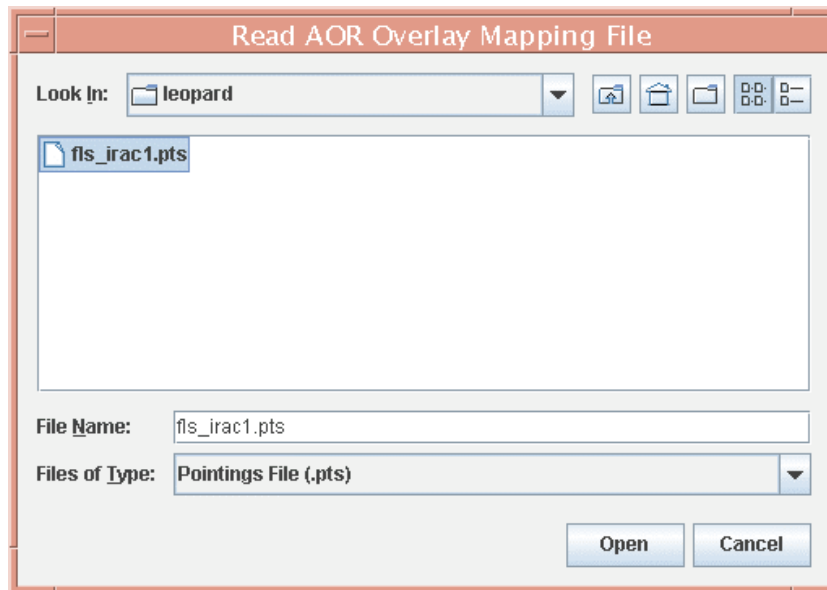 Read AOR Overlay Mapping File
Look In: leopard
fls_irac1.pts
File Name: fls_irac1.pts
Files of Type: Pointings File (.pts)
Open Cancel